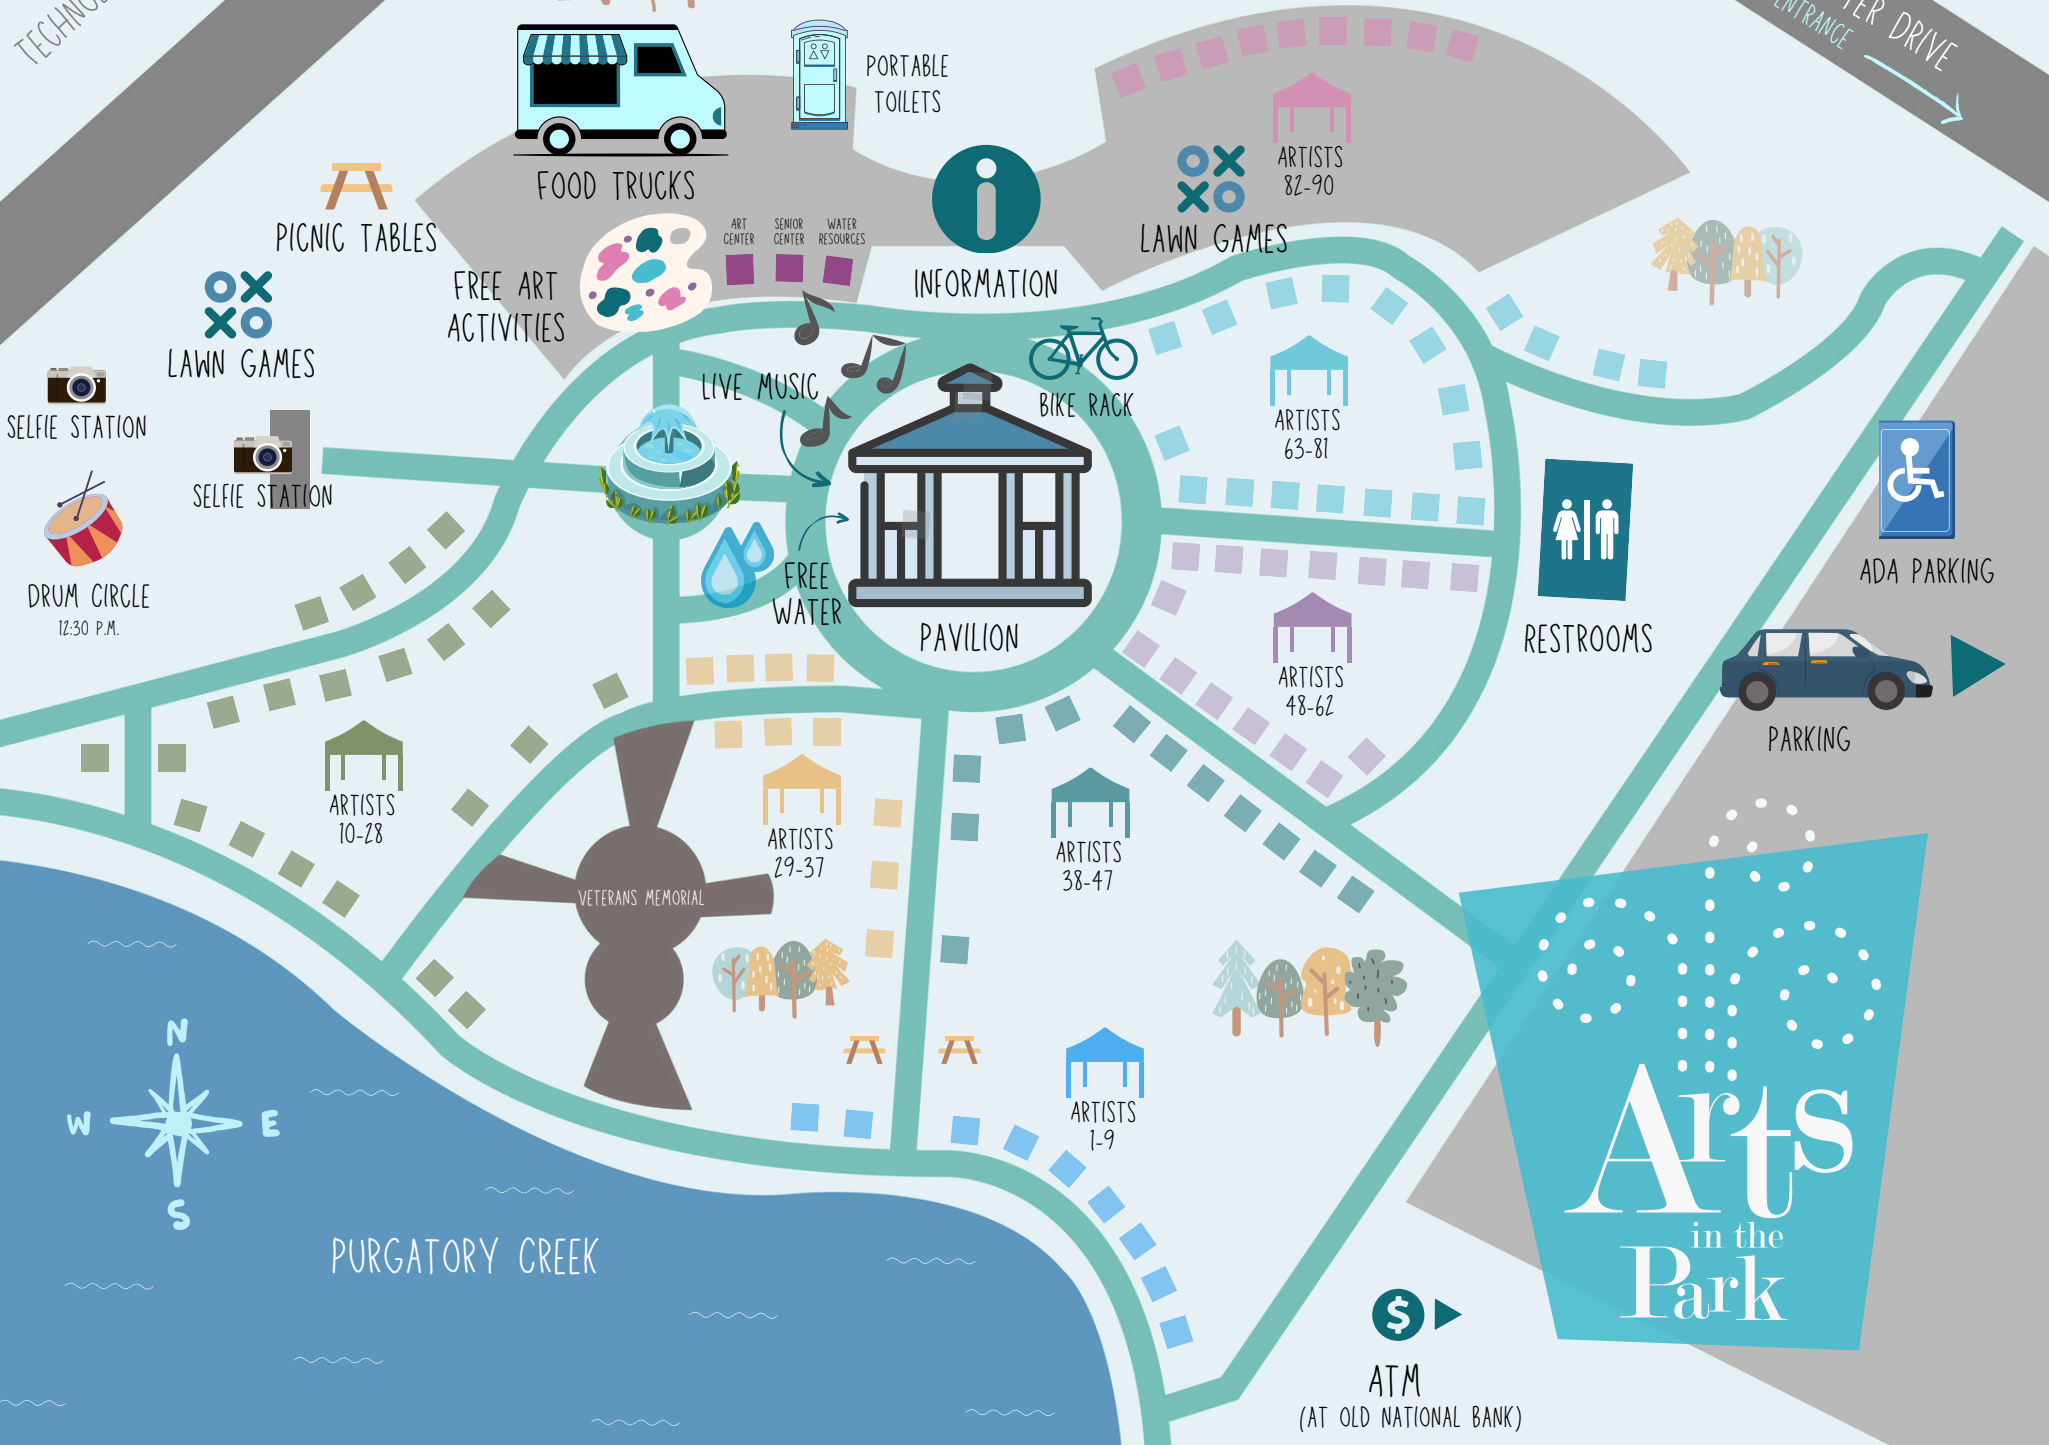 ENTRANCE
DRIVE
PORTABLE
TOILETS
FOOD TRUCKS
ARTISTS
82-90
PICNIC TABLES
ART
CENTER
SENIOR
CENTER
WATER
RESOURCES
LAWN GAMES
FREE ART
ACTIVITIES
INFORMATION
LAWN GAMES
LIVE MUSIC
BIKE RACK
SELFIE STATION
ARTISTS
63-81
SELFIE STATION
DRUM CIRCLE
12:30 P.M.
FREE
WATER
PAVILION
ADA PARKING
RESTROOMS
ARTISTS
48-62
PARKING
ARTISTS
10-28
ARTISTS
29-37
ARTISTS
38-47
VETERANS MEMORIAL
N
W
E
S
ARTISTS
1-9
Arts
in the
Park
PURGATORY CREEK
$
ATM
(AT OLD NATIONAL BANK)